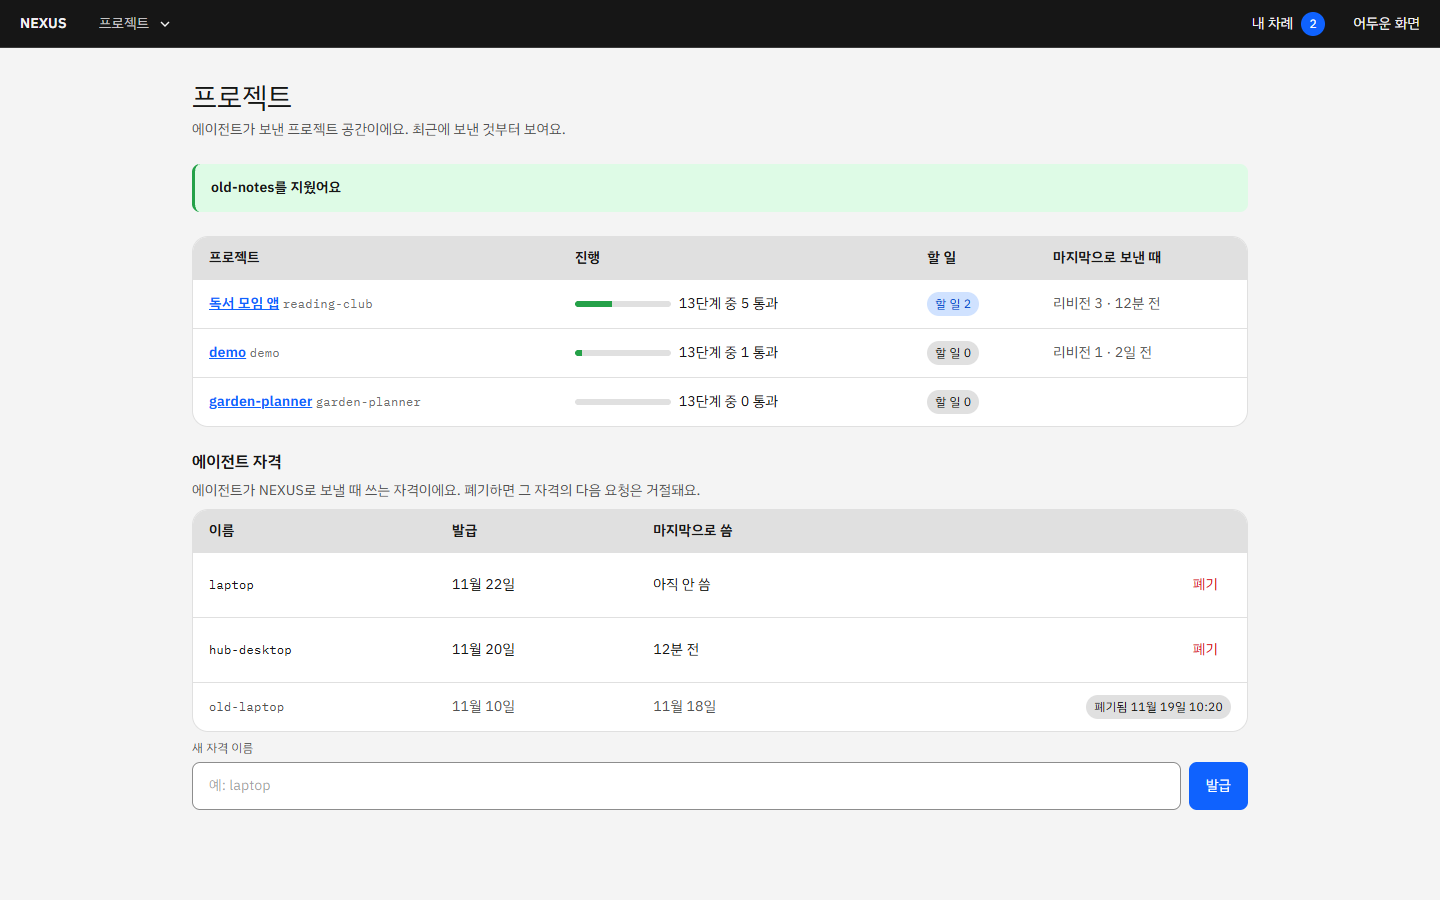 NEXUS 프로젝트 내 차례 2 어두운 화면
프로젝트
에이전트가 보낸 프로젝트 공간이에요. 최근에 보낸 것부터 보여요.
old-notes를 지웠어요
프로젝트 진행 할 일 마지막으로 보낸 때
독서 모임 앱 reading-club 13단계 중 5 통과 할 일 2 리비전 3 · 12분 전
demo demo 13단계 중 1 통과 할 일 0 리비전 1 · 2일 전
garden-planner garden-planner 13단계 중 0 통과 할 일 0
에이전트 자격
에이전트가 NEXUS로 보낼 때 쓰는 자격이에요. 폐기하면 그 자격의 다음 요청은 거절돼요.
이름 발급 마지막으로 씀
laptop 11월 22일 아직 안 씀 폐기
hub-desktop 11월 20일 12분 전 폐기
old-laptop 11월 10일 11월 18일 폐기됨 11월 19일 10:20
새 자격 이름
예: laptop 발급